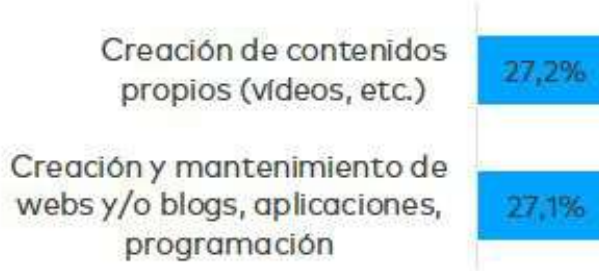 Creación de contenidos
propios (vídeos, etc.)
27,2%
Creación y mantenimiento de
webs y/o blogs, aplicaciones,
programación
27,1%